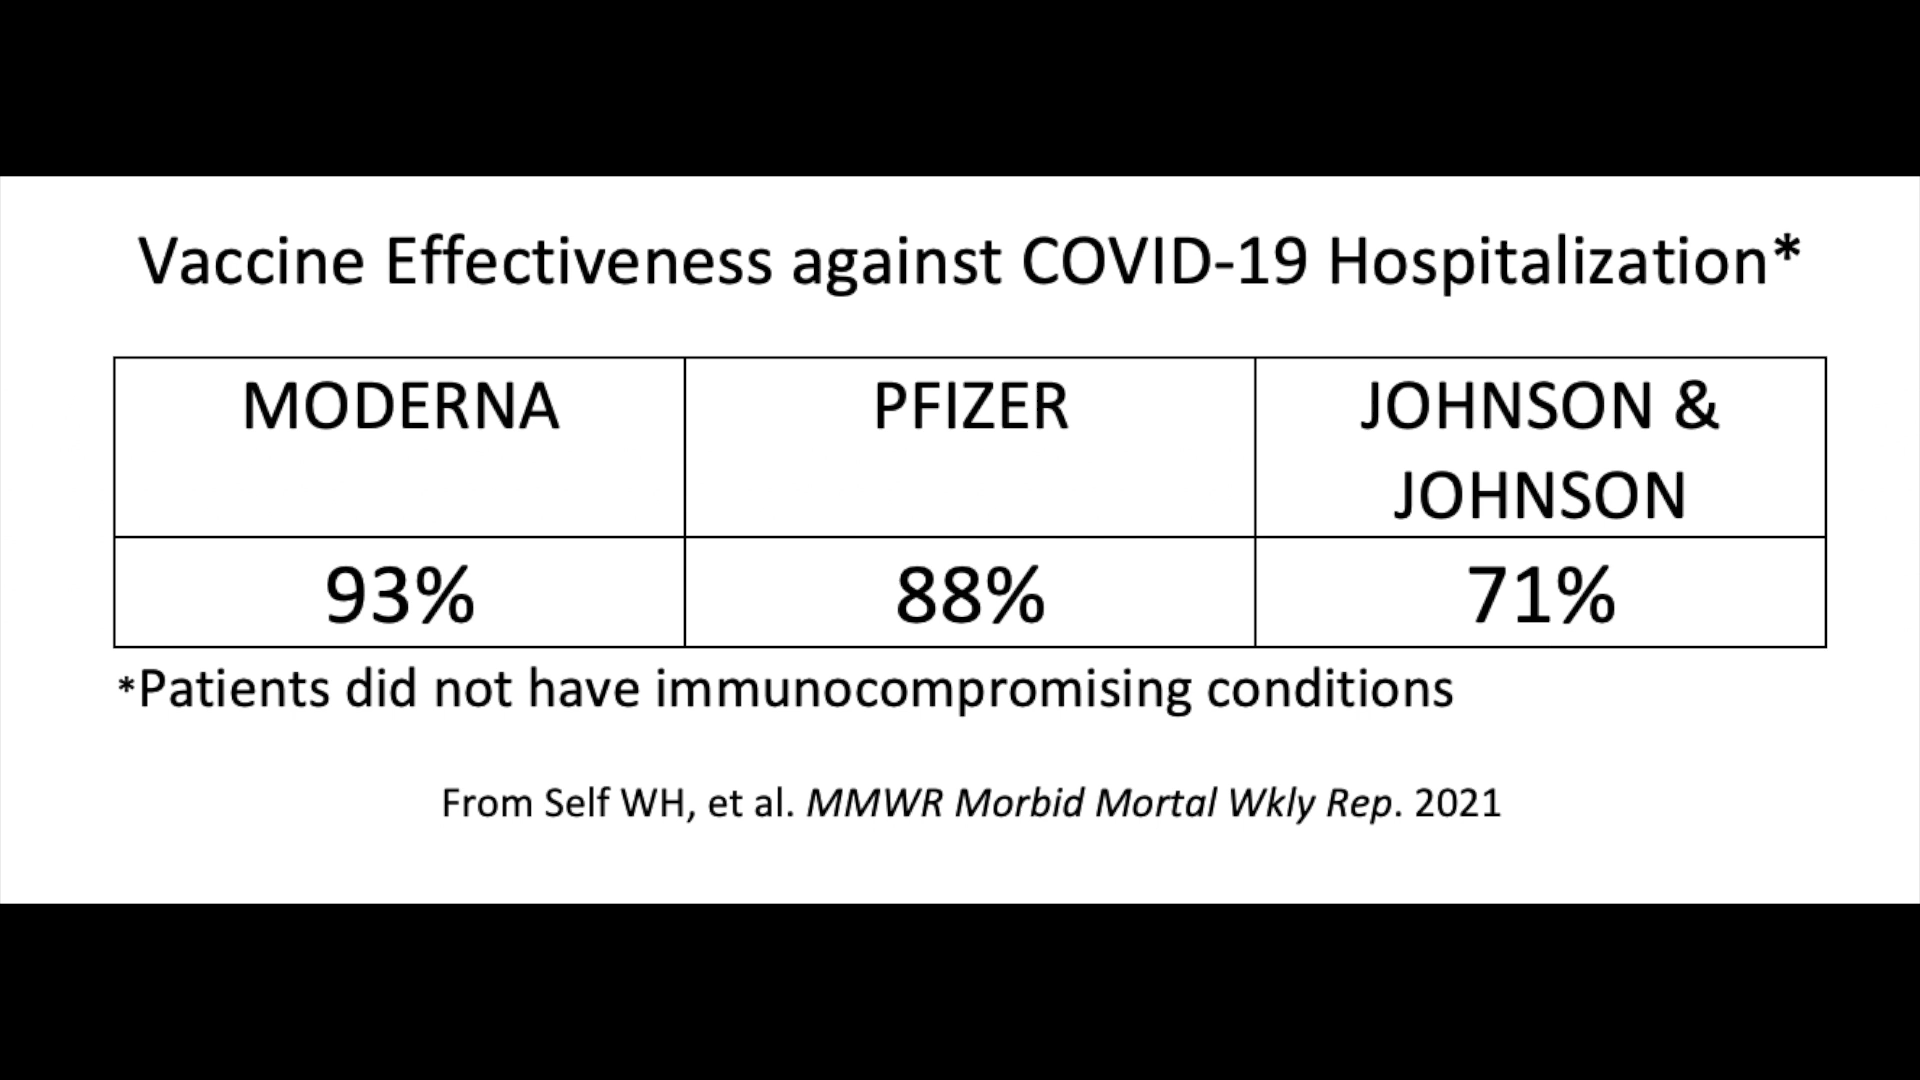 Vaccine Effectiveness against COVID-19 Hospitalization*
MODERNA
PFIZER
JOHNSON &
JOHNSON
93%
88%
71%
*Patients did not have immunocompromising conditions
From Self WH, et al. MMWR Morbid Mortal Wkly Rep. 2021